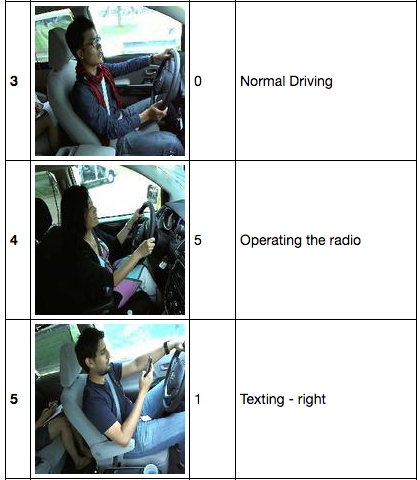 3 0 Normal Driving
4 5 Operating the radio
5 1 Texting - right